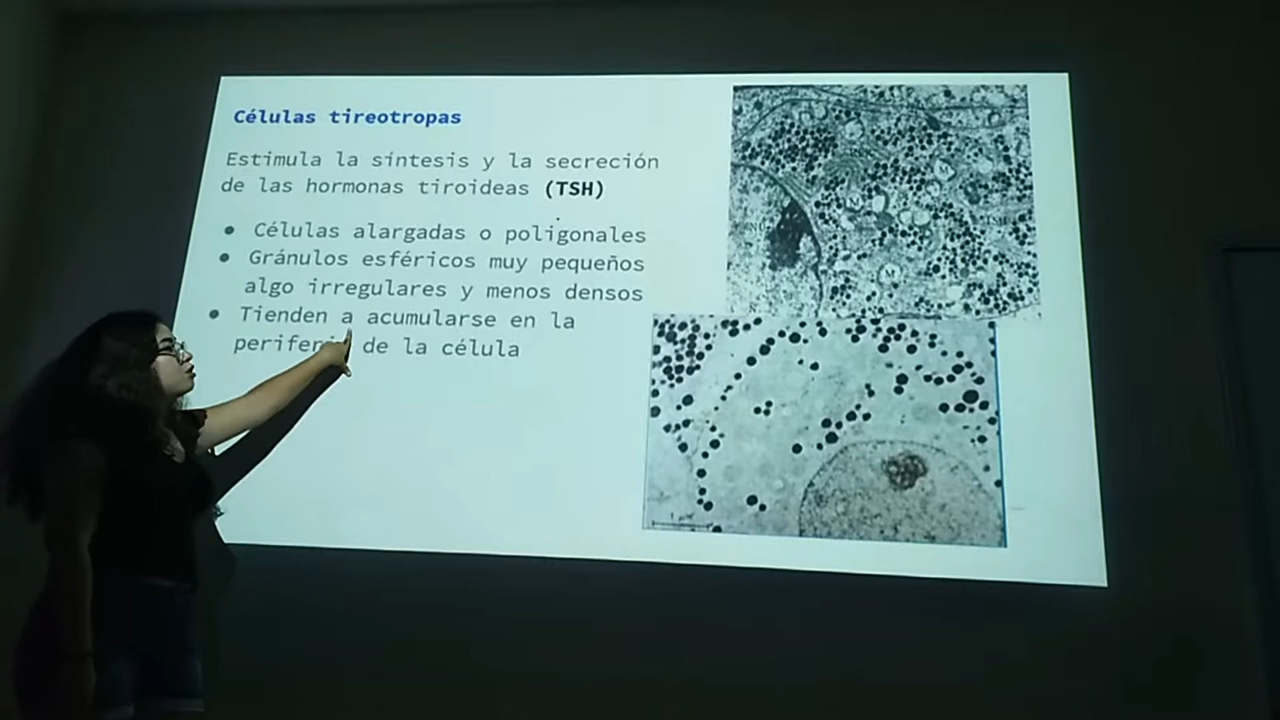 Células tireotropas
Estimula la síntesis y la secreción
de las hormonas tiroideas (TSH)
● Células alargadas o poligonales
● Gránulos esféricos muy pequeños
algo irregulares y menos densos
● Tienden a acumularse en la
periferia de la célula
M
M
M